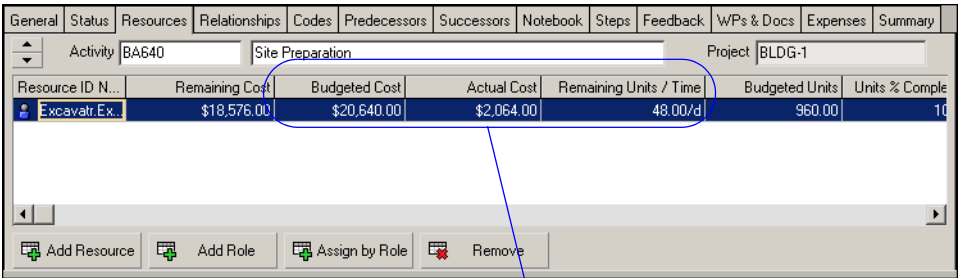 General Status Resources Relationships Codes Predecessors Successors Notebook Steps Feedback WPs & Docs Expenses Summary
Activity BA640 Site Preparation Project BLDG-1
Resource ID N... Remaining Cost Budgeted Cost Actual Cost Remaining Units / Time Budgeted Units Units % Comple
Excavatr.Ex... $18,576.00 $20,640.00 $2,064.00 48.00/d 960.00 10
Add Resource Add Role Assign by Role Remove